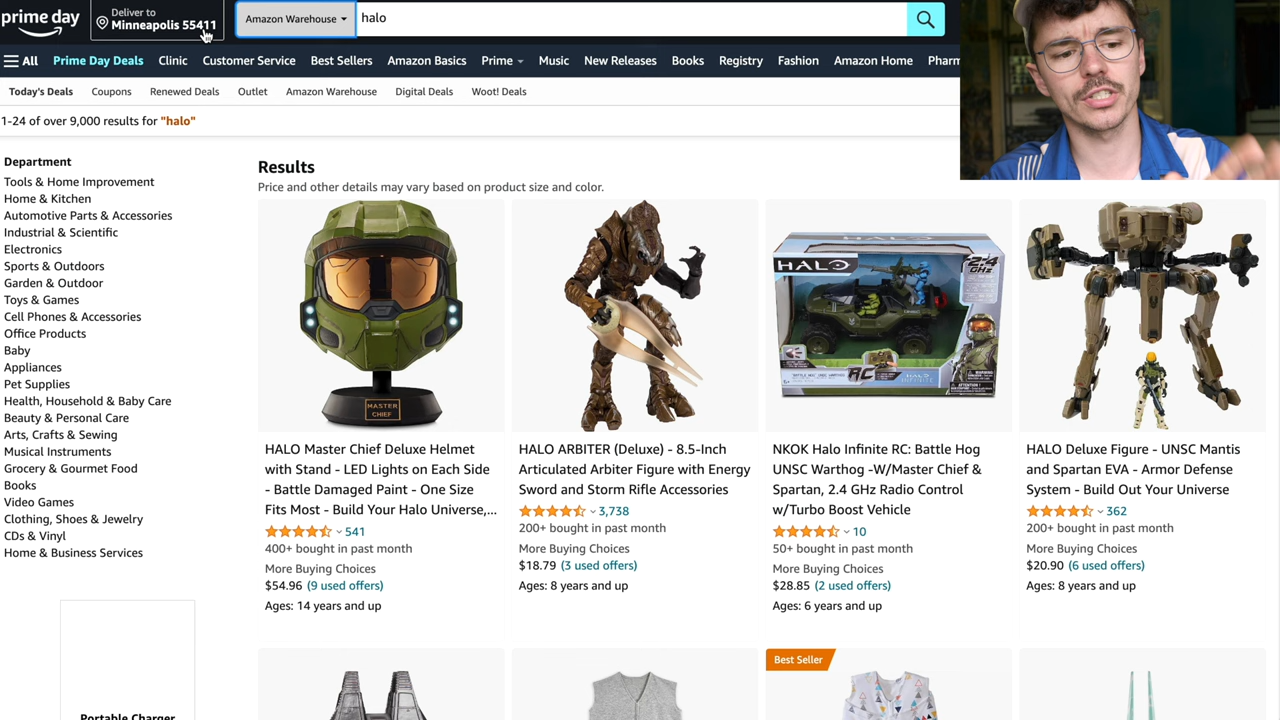 prime day
Deliver to
Minneapolis 55411
Amazon Warehouse
halo
All
Prime Day Deals
Clinic
Customer Service
Best Sellers
Amazon Basics
Prime
Music
New Releases
Books
Registry
Fashion
Amazon Home
Pharm
Today's Deals
Coupons
Renewed Deals
Outlet
Amazon Warehouse
Digital Deals
Woot! Deals
1-24 of over 9,000 results for "halo"
Department
Tools & Home Improvement
Home & Kitchen
Automotive Parts & Accessories
Industrial & Scientific
Electronics
Sports & Outdoors
Garden & Outdoor
Toys & Games
Cell Phones & Accessories
Office Products
Baby
Appliances
Pet Supplies
Health, Household & Baby Care
Beauty & Personal Care
Arts, Crafts & Sewing
Musical Instruments
Grocery & Gourmet Food
Books
Video Games
Clothing, Shoes & Jewelry
CDs & Vinyl
Home & Business Services
Portable Charger
Results
Price and other details may vary based on product size and color.
MASTER
CHIEF
HALO Master Chief Deluxe Helmet
with Stand - LED Lights on Each Side
- Battle Damaged Paint - One Size
Fits Most - Build Your Halo Universe,...
541
400+ bought in past month
More Buying Choices
$54.96 (9 used offers)
Ages: 14 years and up
HALO ARBITER (Deluxe) - 8.5-Inch
Articulated Arbiter Figure with Energy
Sword and Storm Rifle Accessories
3,738
200+ bought in past month
More Buying Choices
$18.79 (3 used offers)
Ages: 8 years and up
HALO
2.4
GHz
RC
HALO
NKOK Halo Infinite RC: Battle Hog
UNSC Warthog -W/Master Chief &
Spartan, 2.4 GHz Radio Control
w/Turbo Boost Vehicle
10
50+ bought in past month
More Buying Choices
$28.85 (2 used offers)
Ages: 6 years and up
HALO Deluxe Figure - UNSC Mantis
and Spartan EVA - Armor Defense
System - Build Out Your Universe
362
200+ bought in past month
More Buying Choices
$20.90 (6 used offers)
Ages: 8 years and up
Best Seller